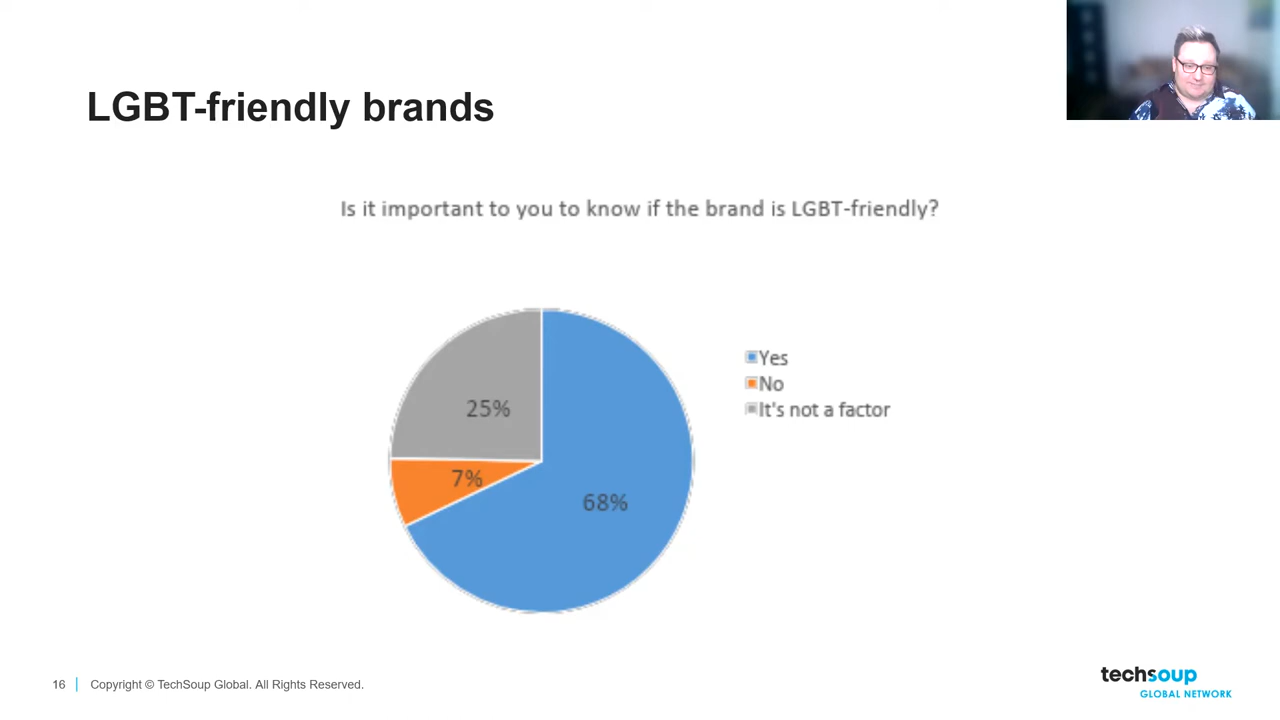 LGBT-friendly brands
Is it important to you to know if the brand is LGBT-friendly?
25%
7%
68%
Yes
No
It's not a factor
16
Copyright © TechSoup Global. All Rights Reserved.
techsoup
GLOBAL NETWORK